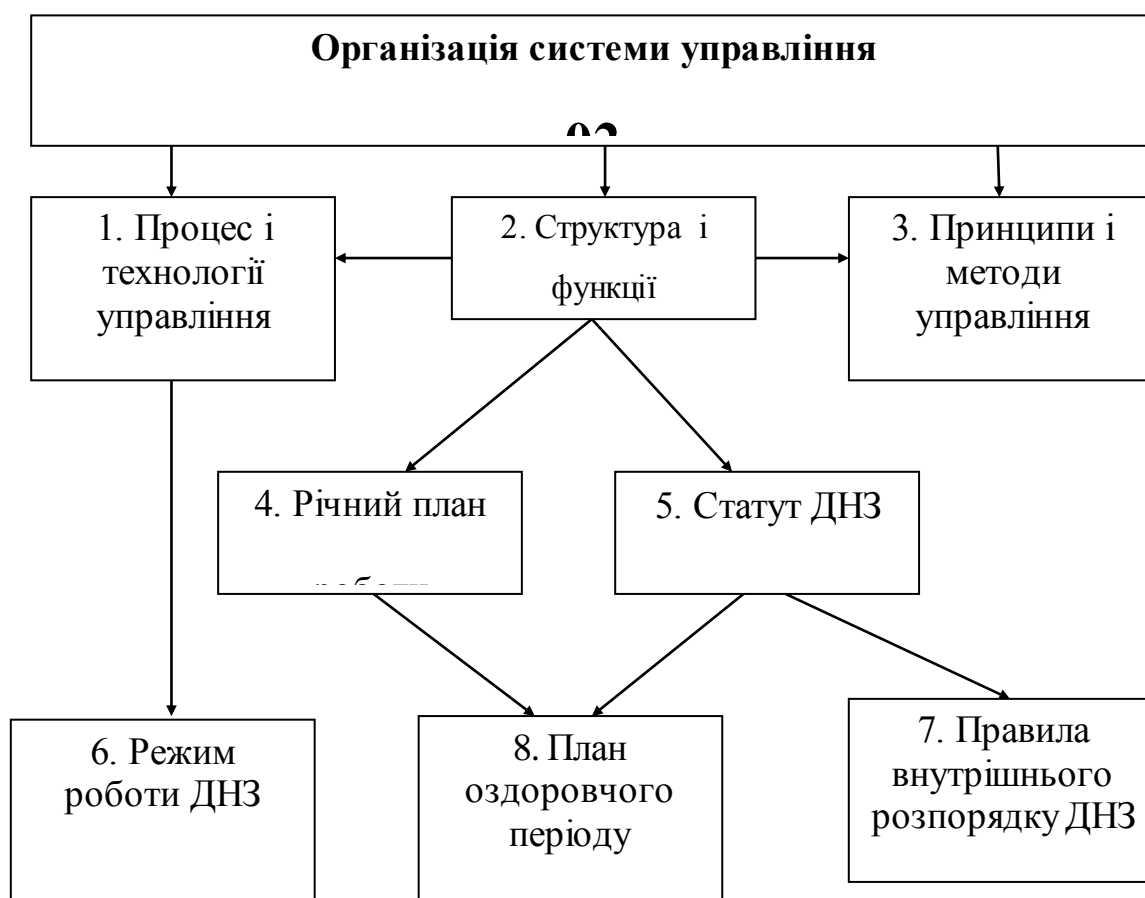 Організація системи управління
1. Процес і
технології
управління
2. Структура і
функції
3. Принципи і
методи
управління
4. Річний план
5. Статут ДНЗ
6. Режим
роботи ДНЗ
8. План
оздоровчого
періоду
7. Правила
внутрішнього
розпорядку ДНЗ